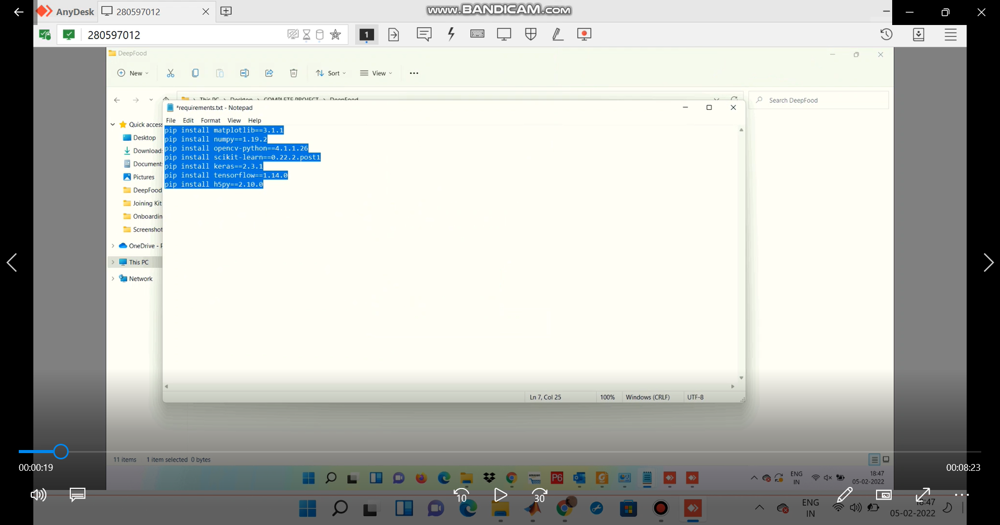 AnyDesk
280597012
www.BANDICAM.com
280597012
1
DeepFood
New
Sort
View
This PC > Desktop > COMPLETE PROJECT > DeepFood
Search DeepFood
*requirements.txt - Notepad
File Edit Format View Help
pip install matplotlib==3.1.1
pip install numpy==1.19.2
pip install opencv-python==4.1.1.26
pip install scikit-learn==0.22.2.post1
pip install keras==2.3.1
pip install tensorflow==1.14.0
pip install h5py==2.10.0
Quick access
Desktop
Download
Document
Pictures
DeepFood
Joining Kit
Onboardin
Screenshot
OneDrive -
This PC
Network
Ln 7, Col 25
100%
Windows (CRLF)
UTF-8
11 items 1 item selected 0 bytes
00:00:19
00:08:23
amazon
P6
ENG
IN
18:47
05-02-2022
10
30
ENG
IN
18:47
05-02-2022